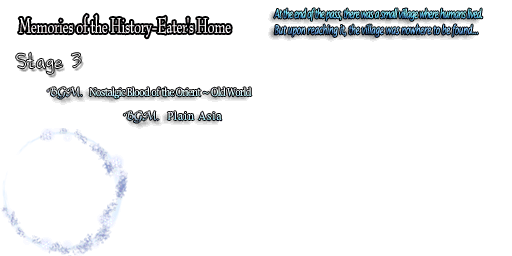 Memories of the History-Eater's Home
At the end of the pass, there was a small village where humans lived.
But upon reaching it, the village was nowhere to be found...
Stage 3
BGM. Nostalgic Blood of the Orient ~ Old World
BGM. Plain Asia